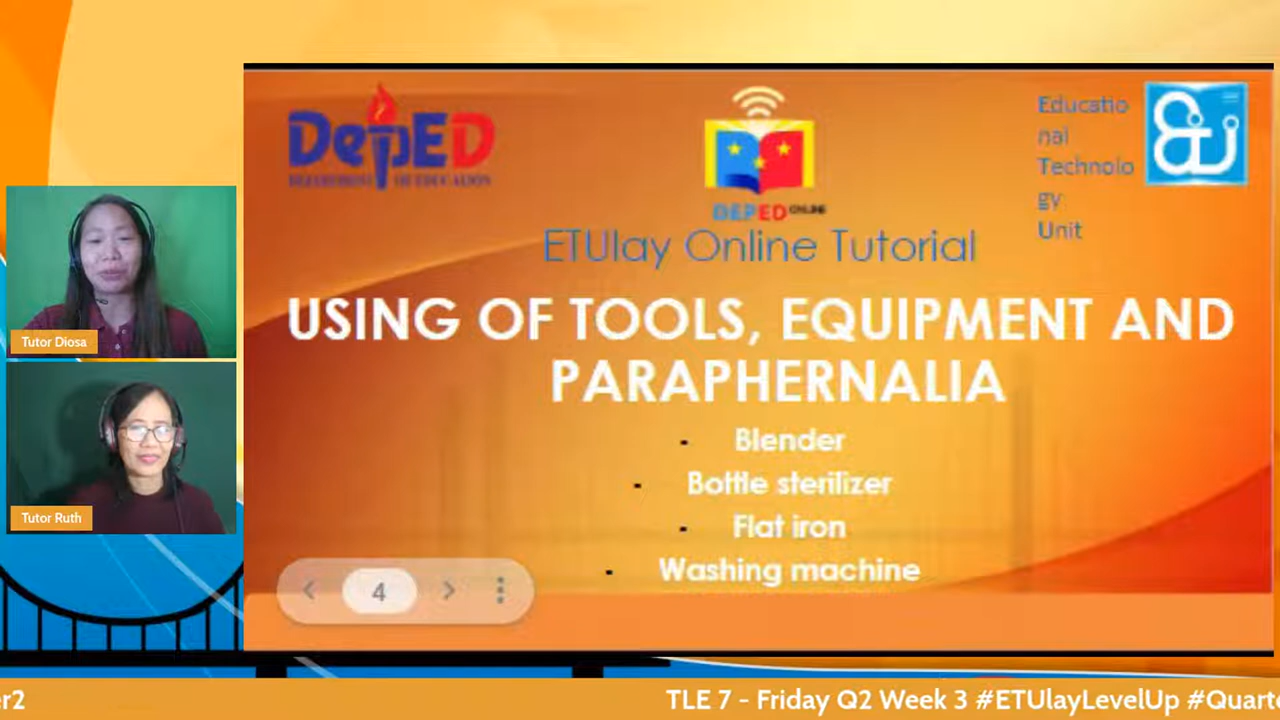 DepED
DEPARTMENT OF EDUCATION
DEPED ONLINE
Educatio
nal
Technolo
gy
Unit
ETUlay Online Tutorial
USING OF TOOLS, EQUIPMENT AND
PARAPHERNALIA
- Blender
- Bottle sterilizer
- Flat iron
- Washing machine
4
Tutor Diosa
Tutor Ruth
er2
TLE 7 - Friday Q2 Week 3 #ETUlayLevelUp #Quarte